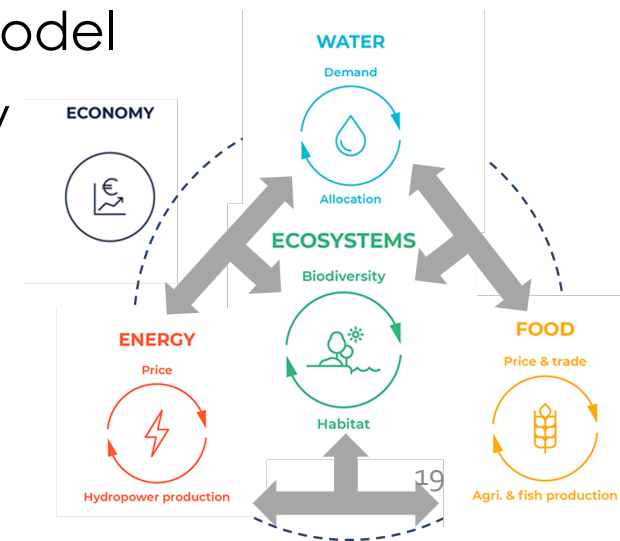 odel
y
WATER
Demand
ECONOMY
€
Allocation
ECOSYSTEMS
Biodiversity
ENERGY
Price
FOOD
Price & trade
Habitat
Hydropower production
19
Agri. & fish production